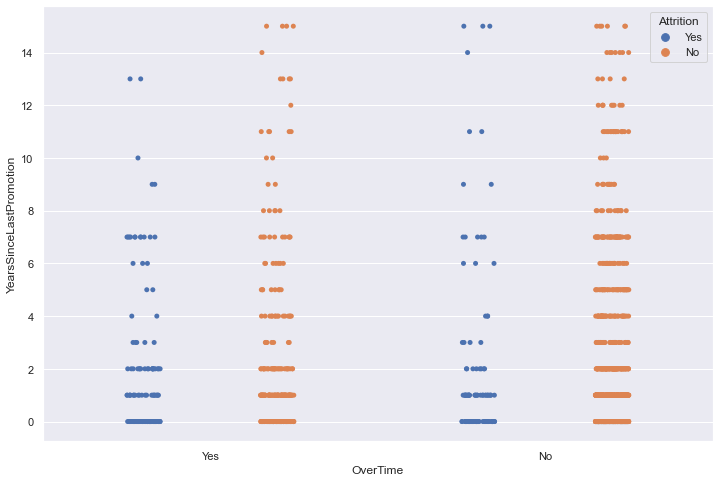 Attrition
Yes
No
YearsSinceLastPromotion
14
12
10
8
6
4
2
0
Yes
No
OverTime